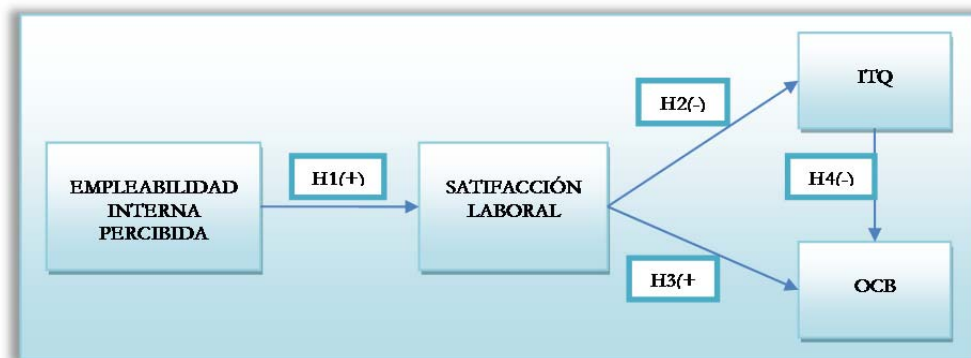 EMPLEABILIDAD
INTERNA
PERCIBIDA
H1(+)
SATIFACCIÓN
LABORAL
H2(-)
ITQ
H4(-)
H3(+
OCB